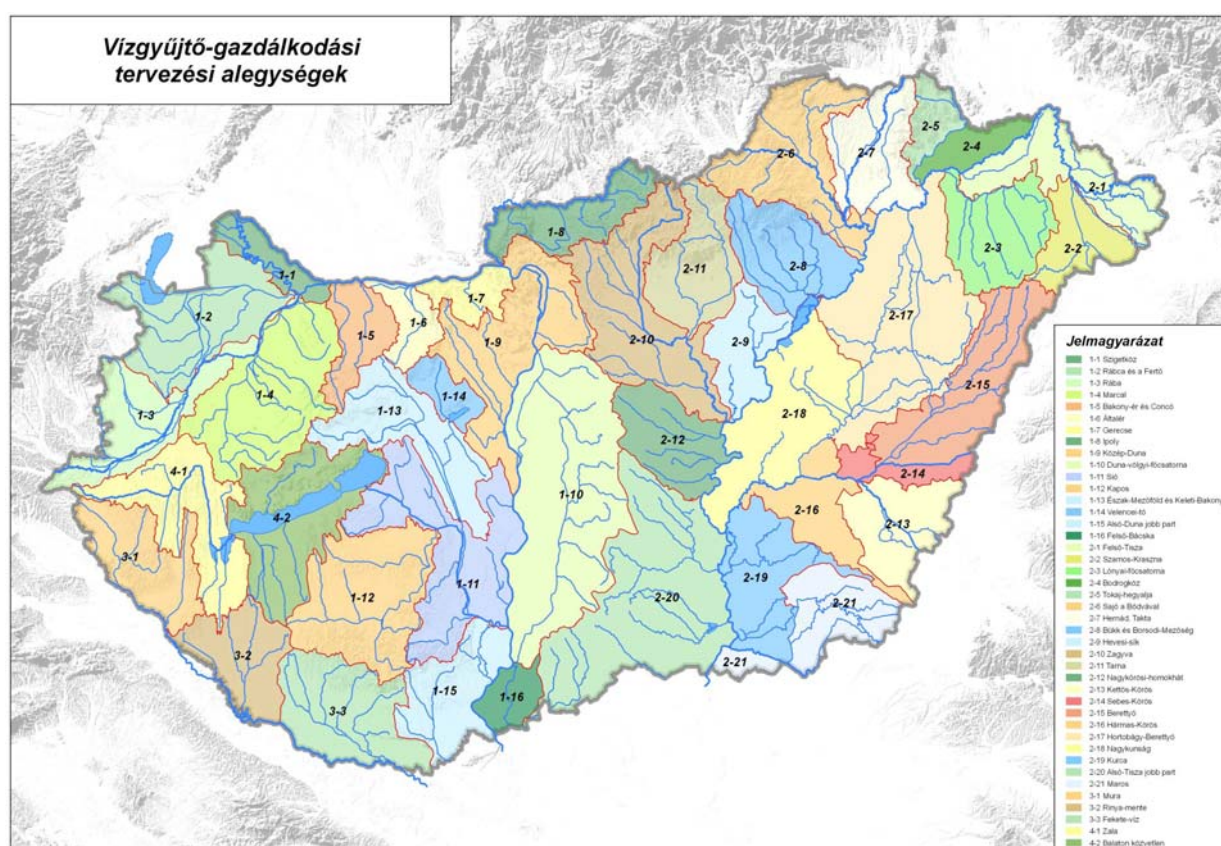 Vízgyűjtő-gazdálkodási
tervezési alegységek
2-5
2-4
2-7
2-6
2-1
1-8
2-3
2-2
2-11
2-8
1-1
1-7
1-2
1-6
1-5
2-17
2-10
2-9
1-9
2-15
1-4
1-14
1-3
1-13
2-18
2-12
4-1
2-14
1-10
2-16
4-2
2-13
3-1
2-19
1-11
1-12
2-20
2-21
3-2
2-21
1-15
1-16
3-3
Jelmagyarázat
1-1 Szigetköz
1-2 Rábca és a Fertő
1-3 Rába
1-4 Marcal
1-5 Bakony-ér és Concó
1-6 Általér
1-7 Gerecse
1-8 Ipoly
1-9 Közép-Duna
1-10 Duna-völgyi-főcsatorna
1-11 Sió
1-12 Kapos
1-13 Észak-Mezőföld és Keleti-Bakony
1-14 Velencei-tó
1-15 Alsó-Duna jobb part
1-16 Felső-Bácska
2-1 Felső-Tisza
2-2 Szamos-Kraszna
2-3 Lónyai-főcsatorna
2-4 Bodrogköz
2-5 Tokaj-hegyalja
2-6 Sajó a Bódvával
2-7 Hernád, Takta
2-8 Bükk és Borsodi-Mezőség
2-9 Hevesi-sík
2-10 Zagyva
2-11 Tarna
2-12 Nagykőrösi-homokhát
2-13 Kettős-Körös
2-14 Sebes-Körös
2-15 Berettyó
2-16 Hármas-Körös
2-17 Hortobágy-Berettyó
2-18 Nagykunság
2-19 Kurca
2-20 Alsó-Tisza jobb part
2-21 Maros
3-1 Mura
3-2 Rinya-mente
3-3 Fekete-víz
4-1 Zala
4-2 Balaton közvetlen